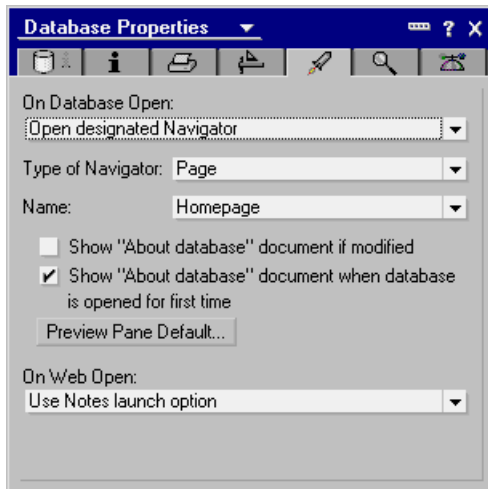 Database Properties
? X
i
On Database Open:
Open designated Navigator
Type of Navigator: Page
Name: Homepage
Show "About database" document if modified
Show "About database" document when database
is opened for first time
Preview Pane Default...
On Web Open:
Use Notes launch option